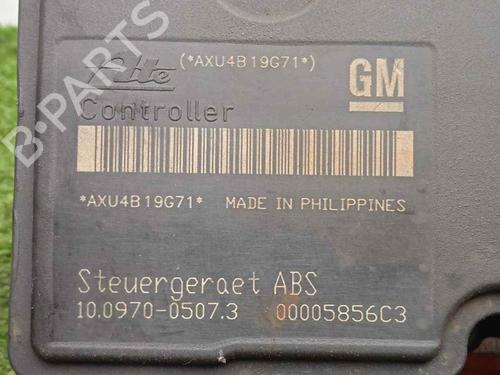 Ate
(*AXU4B19G71*)
GM
Controller
*AXU4B19G71* MADE IN PHILIPPINES
Steuergeraet ABS
10.0970-0507.3 00005856C3
B-PARTS